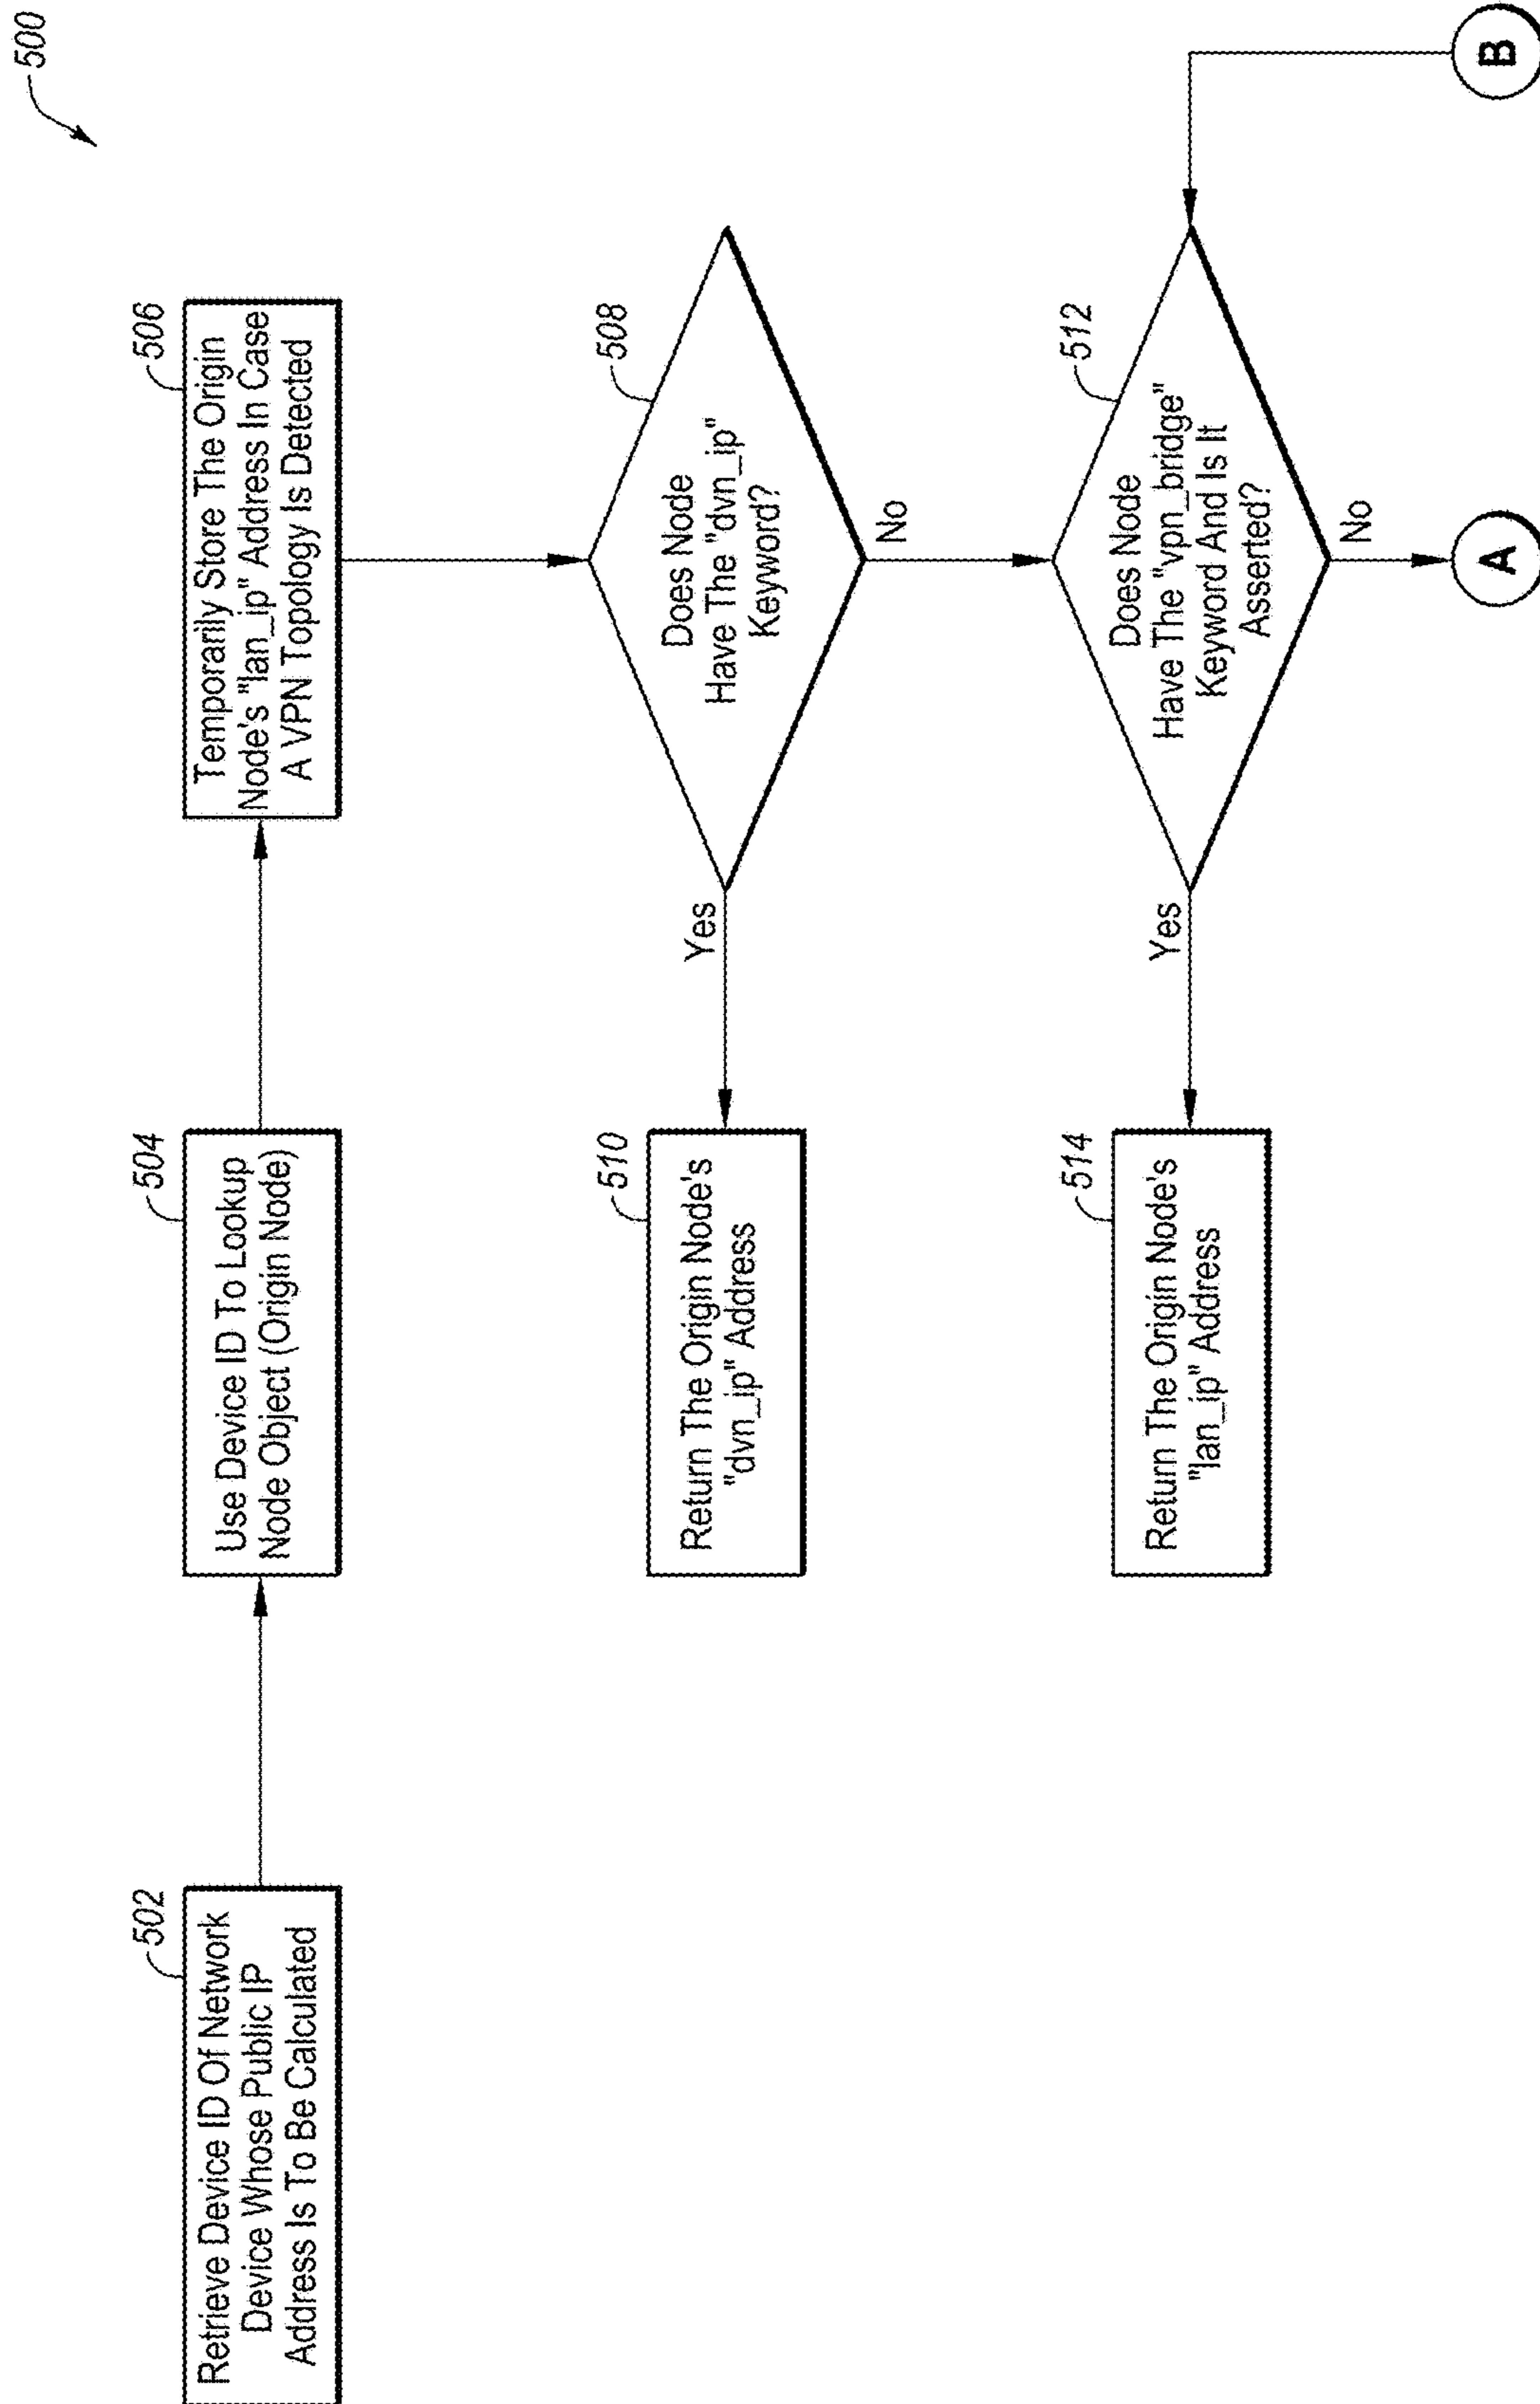 500
502
Retrieve Device ID Of Network
Device Whose Public IP
Address Is To Be Calculated
504
Use Device ID To Lookup
Node Object (Origin Node)
506
Temporarily Store The Origin
Node's "lan_ip" Address In Case
A VPN Topology Is Detected
508
Does Node
Have The "dvn_ip"
Keyword?
Yes
No
510
Return The Origin Node's
"dvn_ip" Address
512
Does Node
Have The "vpn_bridge"
Keyword And Is It
Asserted?
Yes
No
514
Return The Origin Node's
"lan_ip" Address
A
B